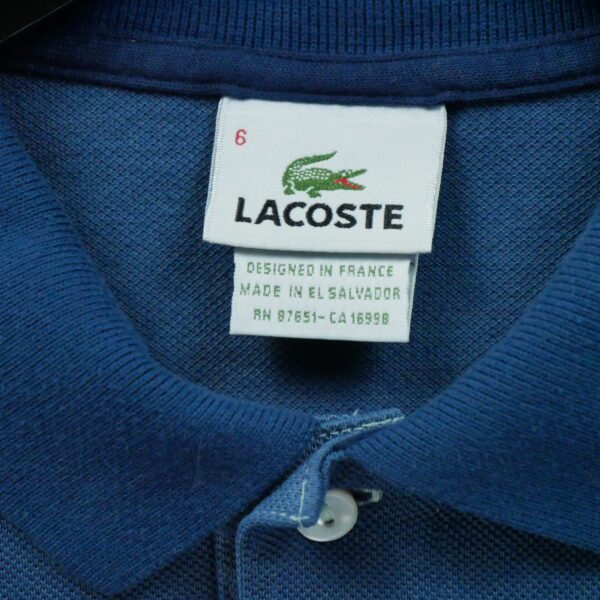 6
LACOSTE
DESIGNED IN FRANCE
MADE IN EL SALVADOR
RN 87651-CA 16998